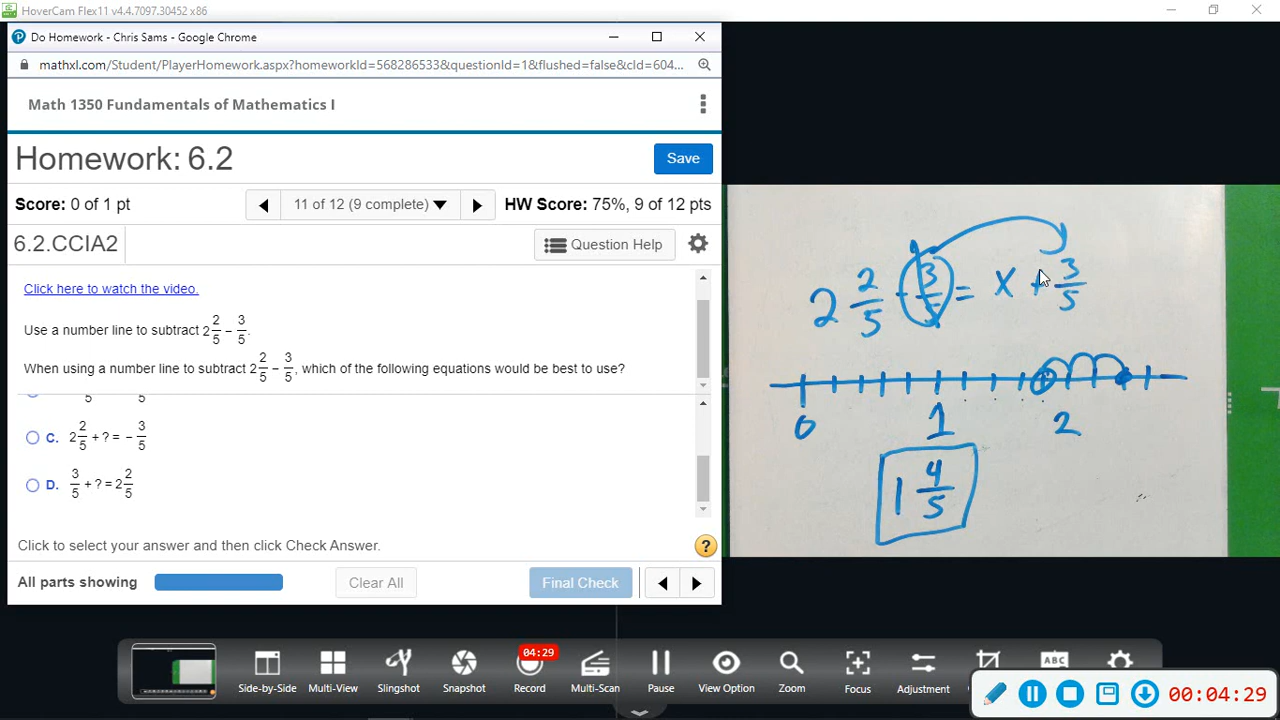 HoverCam Flex11 v4.4.7097.30452 x86
Do Homework - Chris Sams - Google Chrome
mathxl.com/Student/PlayerHomework.aspx?homeworkId=568286533&questionId=1&flushed=false&cId=604...
Math 1350 Fundamentals of Mathematics I
Homework: 6.2
Save
Score: 0 of 1 pt
11 of 12 (9 complete)
HW Score: 75%, 9 of 12 pts
6.2.CCIA2
Question Help
Click here to watch the video.
Use a number line to subtract 2 2/5 − 3/5.
When using a number line to subtract 2 2/5 − 3/5, which of the following equations would be best to use?
5 5
C. 2 2/5 + ? = − 3/5
D. 3/5 + ? = 2 2/5
Click to select your answer and then click Check Answer.
?
All parts showing
Clear All
Final Check
2 2/5 - 3/5 = x + 3/5
0 1 2
1 4/5
04:29
Side-by-Side
Multi-View
Slingshot
Snapshot
Record
Multi-Scan
Pause
View Option
Zoom
Focus
Adjustment
ABC
00:04:29